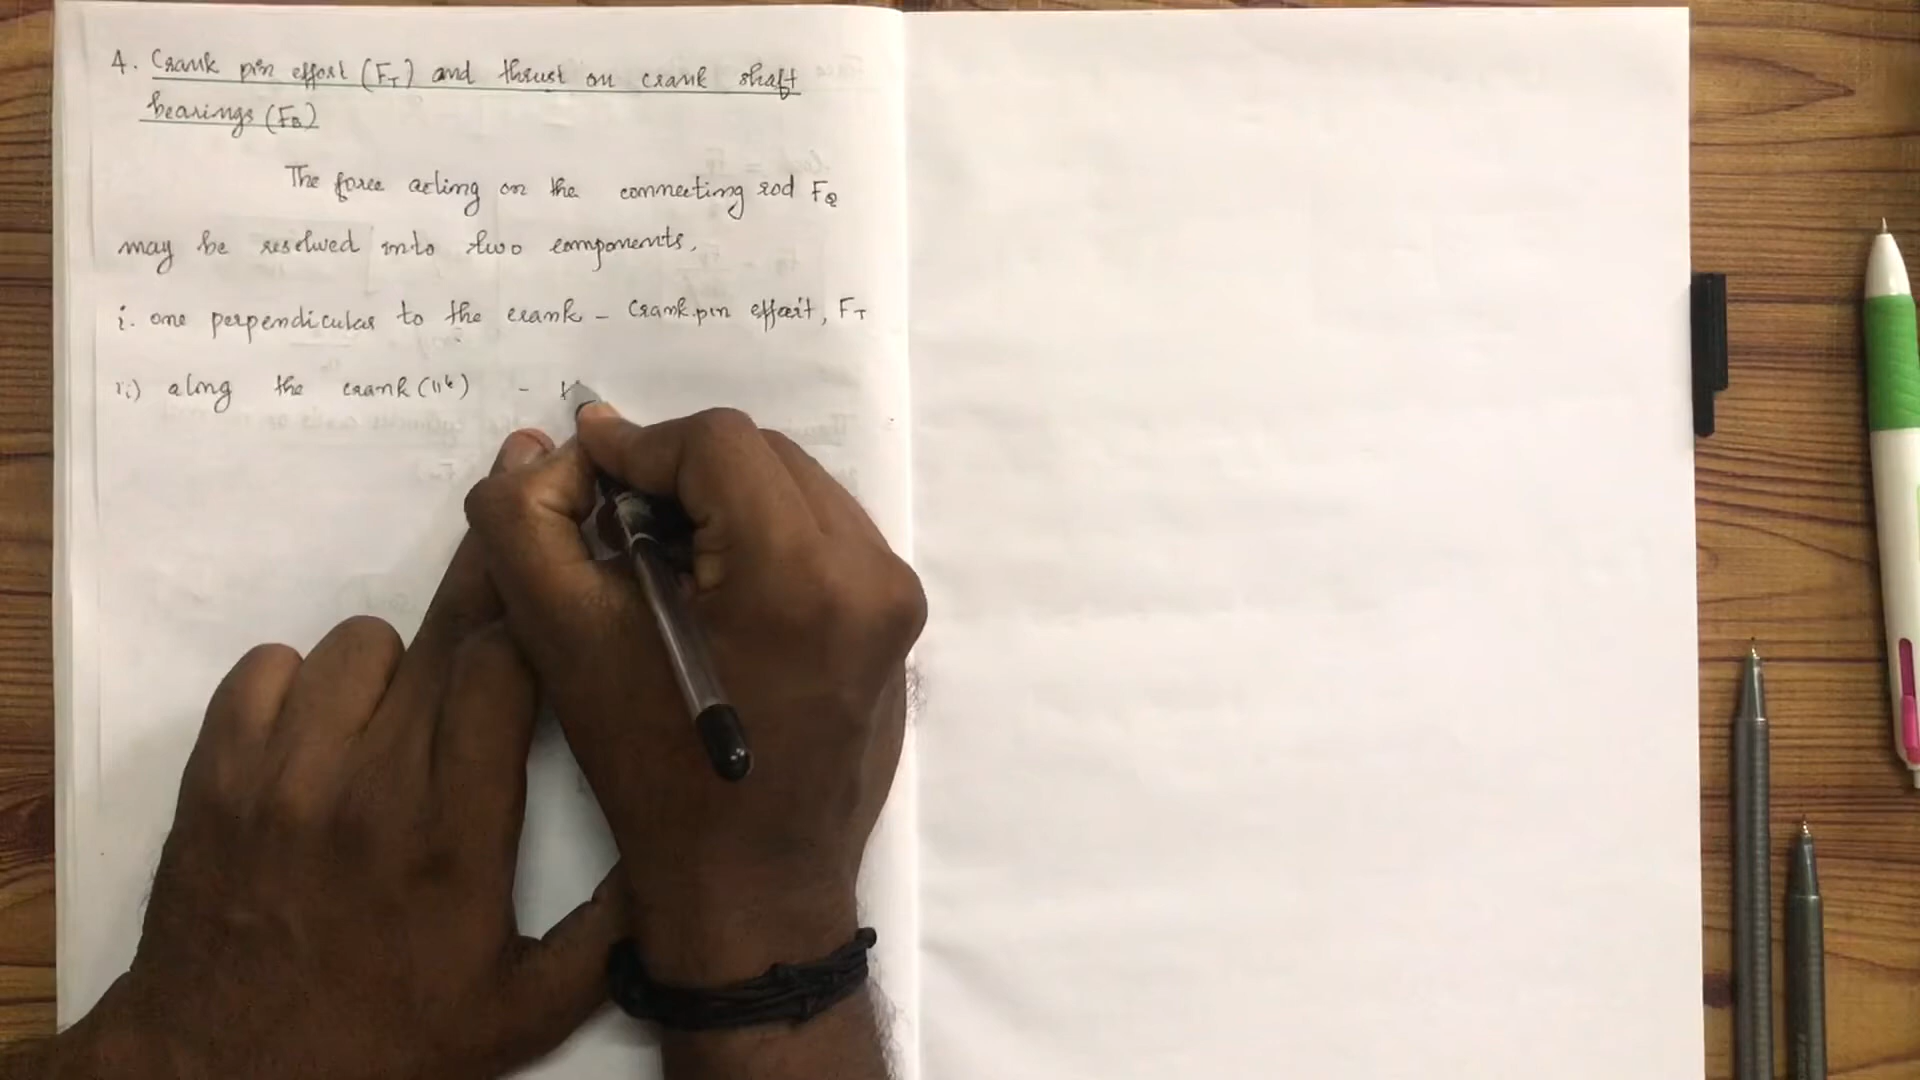 4. Crank pin effort (FT) and thrust on crank shaft
bearings (FB)
The force acting on the connecting rod FQ
may be resolved into two components,
i. one perpendicular to the crank - Crank pin effort, FT
ii) along the crank (11le) -